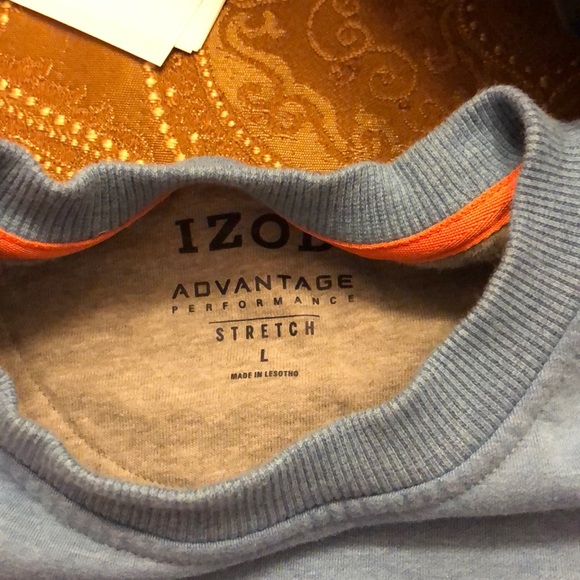 IZOD
ADVANTAGE
PERFORMANCE
STRETCH
L
MADE IN LESOTHO